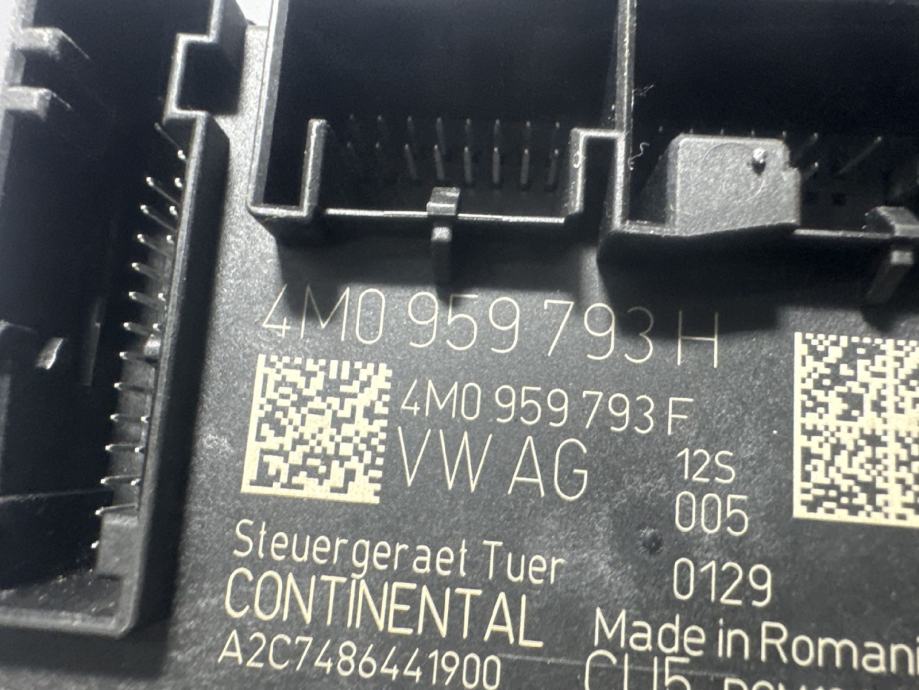 4M0 959 793 H
4M0 959 793 F
VW AG
12S
005
Steuergeraet Tuer
0129
CONTINENTAL
Made in Romani
A2C7486441900